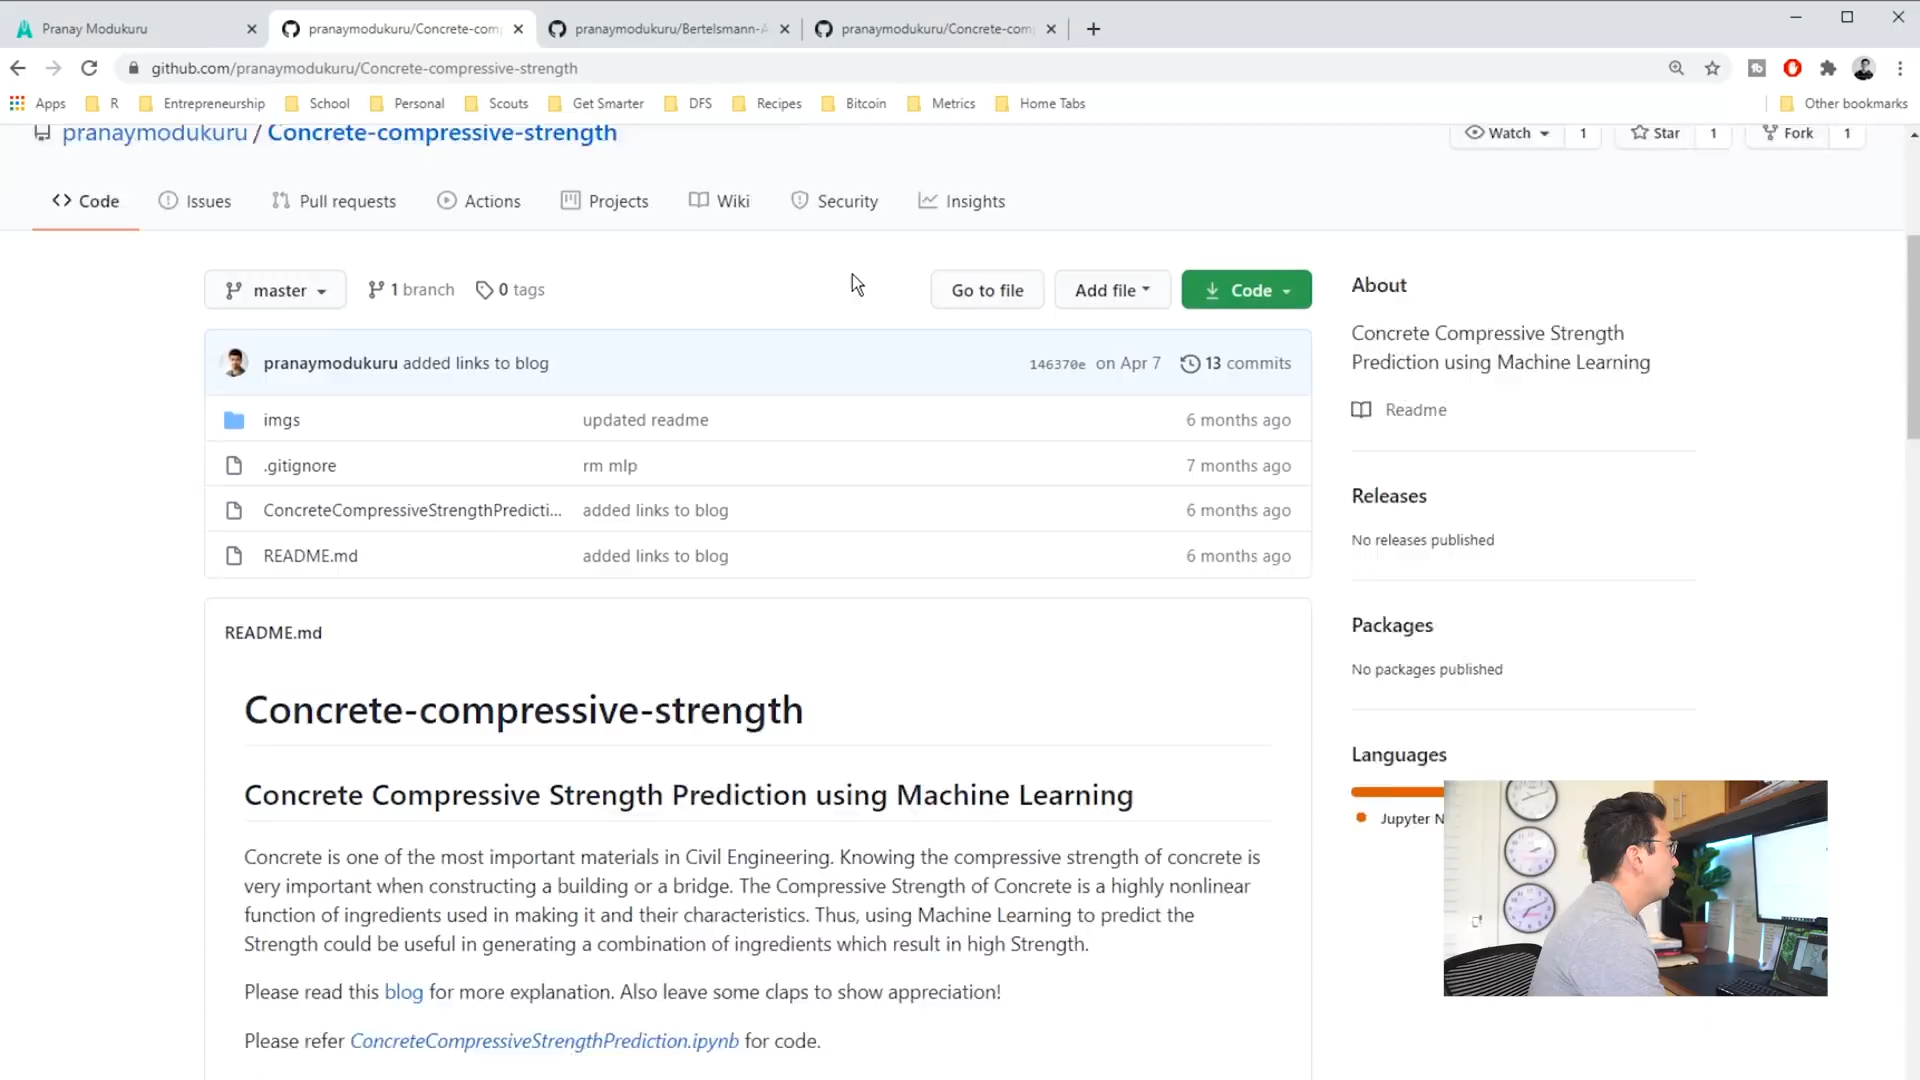 Pranay Modukuru
pranaymodukuru/Concrete-com
pranaymodukuru/Bertelsmann-A
pranaymodukuru/Concrete-com
github.com/pranaymodukuru/Concrete-compressive-strength
Apps
R
Entrepreneurship
School
Personal
Scouts
Get Smarter
DFS
Recipes
Bitcoin
Metrics
Home Tabs
Other bookmarks
pranaymodukuru / Concrete-compressive-strength
Watch 1
Star 1
Fork 1
Code
Issues
Pull requests
Actions
Projects
Wiki
Security
Insights
master
1 branch
0 tags
Go to file
Add file
Code
pranaymodukuru added links to blog
146370e on Apr 7
13 commits
imgs updated readme 6 months ago
.gitignore rm mlp 7 months ago
ConcreteCompressiveStrengthPredicti... added links to blog 6 months ago
README.md added links to blog 6 months ago
README.md
Concrete-compressive-strength
Concrete Compressive Strength Prediction using Machine Learning
Concrete is one of the most important materials in Civil Engineering. Knowing the compressive strength of concrete is
very important when constructing a building or a bridge. The Compressive Strength of Concrete is a highly nonlinear
function of ingredients used in making it and their characteristics. Thus, using Machine Learning to predict the
Strength could be useful in generating a combination of ingredients which result in high Strength.
Please read this blog for more explanation. Also leave some claps to show appreciation!
Please refer ConcreteCompressiveStrengthPrediction.ipynb for code.
About
Concrete Compressive Strength
Prediction using Machine Learning
Readme
Releases
No releases published
Packages
No packages published
Languages
Jupyter N